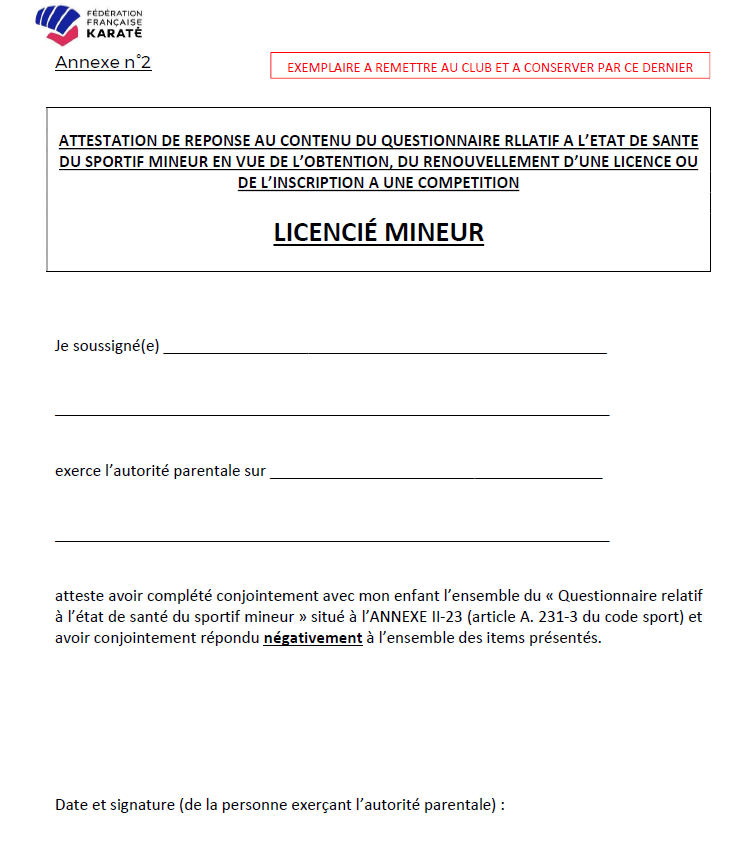 FÉDÉRATION
FRANÇAISE
KARATÉ
Annexe n°2
EXEMPLAIRE A REMETTRE AU CLUB ET A CONSERVER PAR CE DERNIER
ATTESTATION DE REPONSE AU CONTENU DU QUESTIONNAIRE RLLATIF A L’ETAT DE SANTE
DU SPORTIF MINEUR EN VUE DE L’OBTENTION, DU RENOUVELLEMENT D’UNE LICENCE OU
DE L’INSCRIPTION A UNE COMPETITION
LICENCIÉ MINEUR
Je soussigné(e)
exerce l’autorité parentale sur
atteste avoir complété conjointement avec mon enfant l’ensemble du « Questionnaire relatif
à l’état de santé du sportif mineur » situé à l’ANNEXE II-23 (article A. 231-3 du code sport) et
avoir conjointement répondu négativement à l’ensemble des items présentés.
Date et signature (de la personne exerçant l’autorité parentale) :